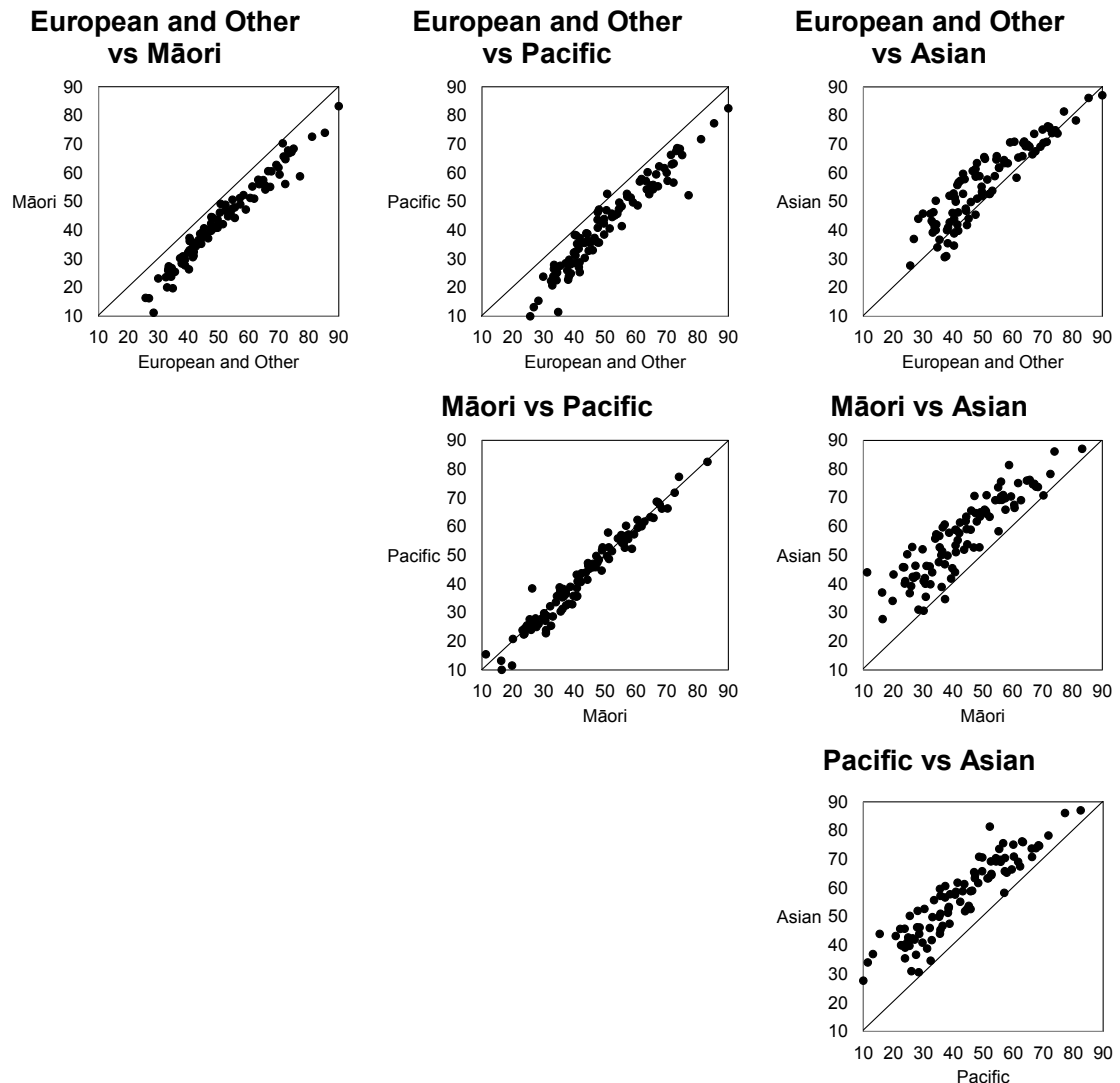 European and Other
vs Māori
European and Other
vs Pacific
European and Other
vs Asian
90
80
70
60
Māori 50
40
30
20
10
10 20 30 40 50 60 70 80 90
European and Other
90
80
70
60
Pacific 50
40
30
20
10
10 20 30 40 50 60 70 80 90
European and Other
90
80
70
60
Asian 50
40
30
20
10
10 20 30 40 50 60 70 80 90
European and Other
Māori vs Pacific
Māori vs Asian
90
80
70
60
Pacific 50
40
30
20
10
10 20 30 40 50 60 70 80 90
Māori
90
80
70
60
Asian 50
40
30
20
10
10 20 30 40 50 60 70 80 90
Māori
Pacific vs Asian
90
80
70
60
Asian 50
40
30
20
10
10 20 30 40 50 60 70 80 90
Pacific